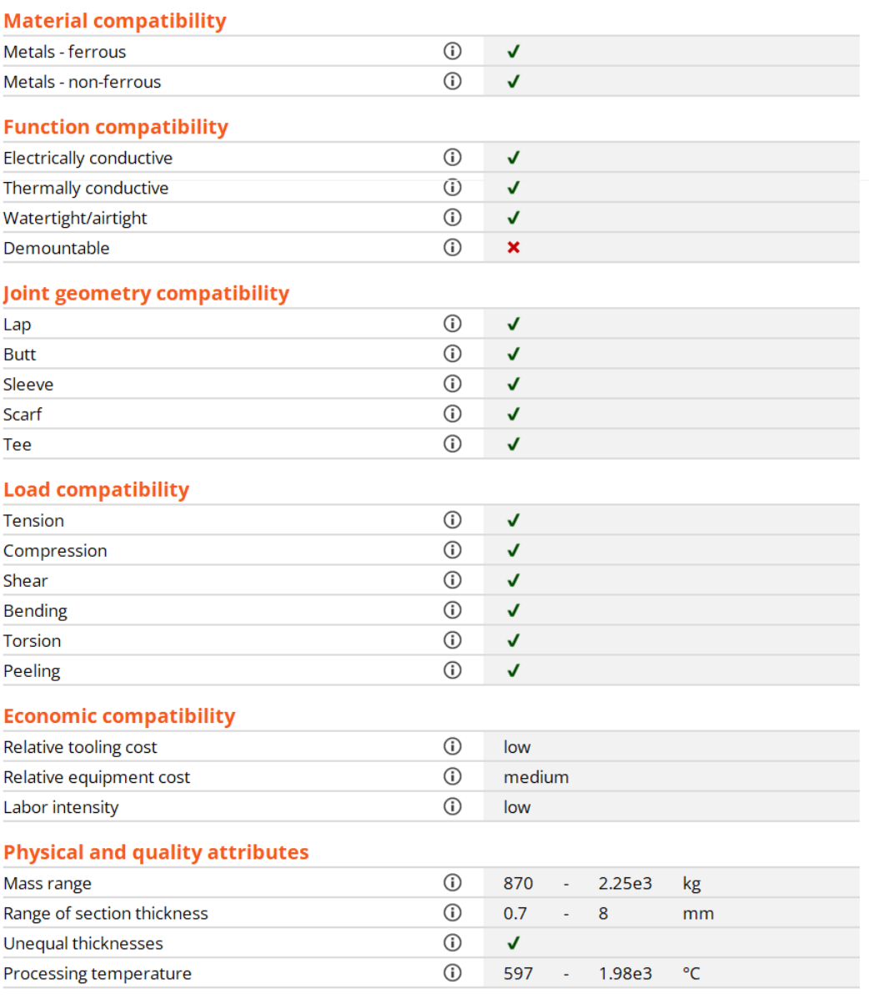 Material compatibility
Metals - ferrous ⓘ ✔
Metals - non-ferrous ⓘ ✔
Function compatibility
Electrically conductive ⓘ ✔
Thermally conductive ⓘ ✔
Watertight/airtight ⓘ ✔
Demountable ⓘ ✖
Joint geometry compatibility
Lap ⓘ ✔
Butt ⓘ ✔
Sleeve ⓘ ✔
Scarf ⓘ ✔
Tee ⓘ ✔
Load compatibility
Tension ⓘ ✔
Compression ⓘ ✔
Shear ⓘ ✔
Bending ⓘ ✔
Torsion ⓘ ✔
Peeling ⓘ ✔
Economic compatibility
Relative tooling cost ⓘ low
Relative equipment cost ⓘ medium
Labor intensity ⓘ low
Physical and quality attributes
Mass range ⓘ 870 - 2.25e3 kg
Range of section thickness ⓘ 0.7 - 8 mm
Unequal thicknesses ⓘ ✔
Processing temperature ⓘ 597 - 1.98e3 °C